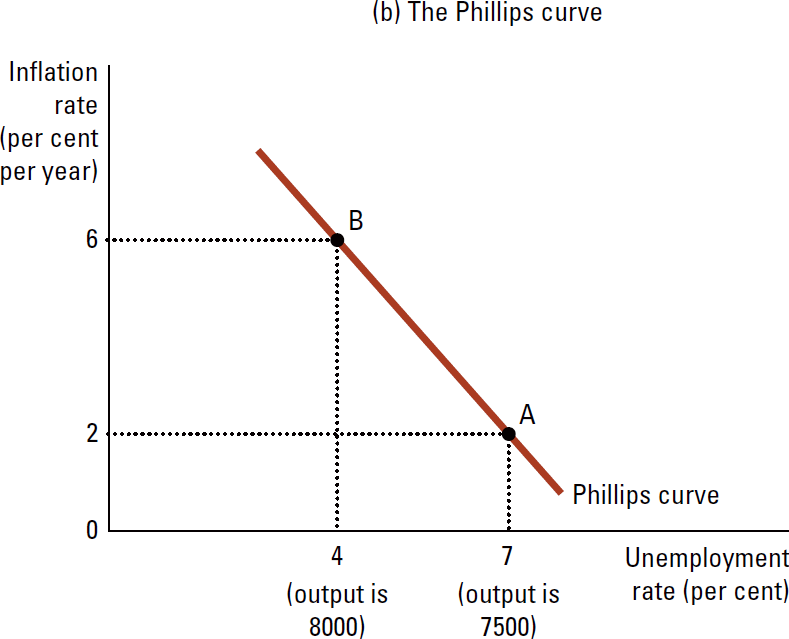 (b) The Phillips curve
Inflation
rate
(per cent
per year)
B
6
A
2
Phillips curve
0
4
7
Unemployment
rate (per cent)
(output is
8000)
(output is
7500)